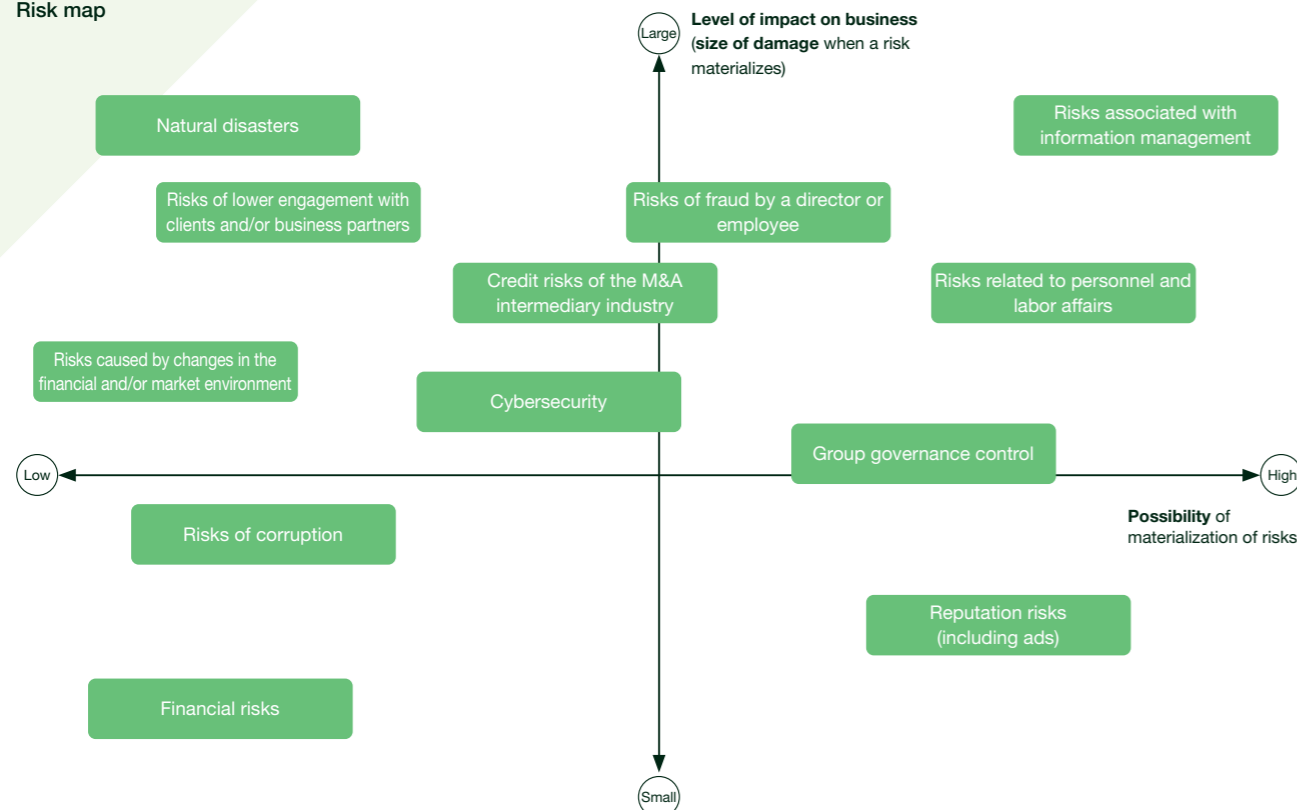 Risk map
Large
Level of impact on business
(size of damage when a risk
materializes)
Natural disasters
Risks associated with
information management
Risks of lower engagement with
clients and/or business partners
Risks of fraud by a director or
employee
Credit risks of the M&A
intermediary industry
Risks related to personnel and
labor affairs
Risks caused by changes in the
financial and/or market environment
Cybersecurity
Group governance control
Low
High
Possibility of
materialization of risks
Risks of corruption
Reputation risks
(including ads)
Financial risks
Small